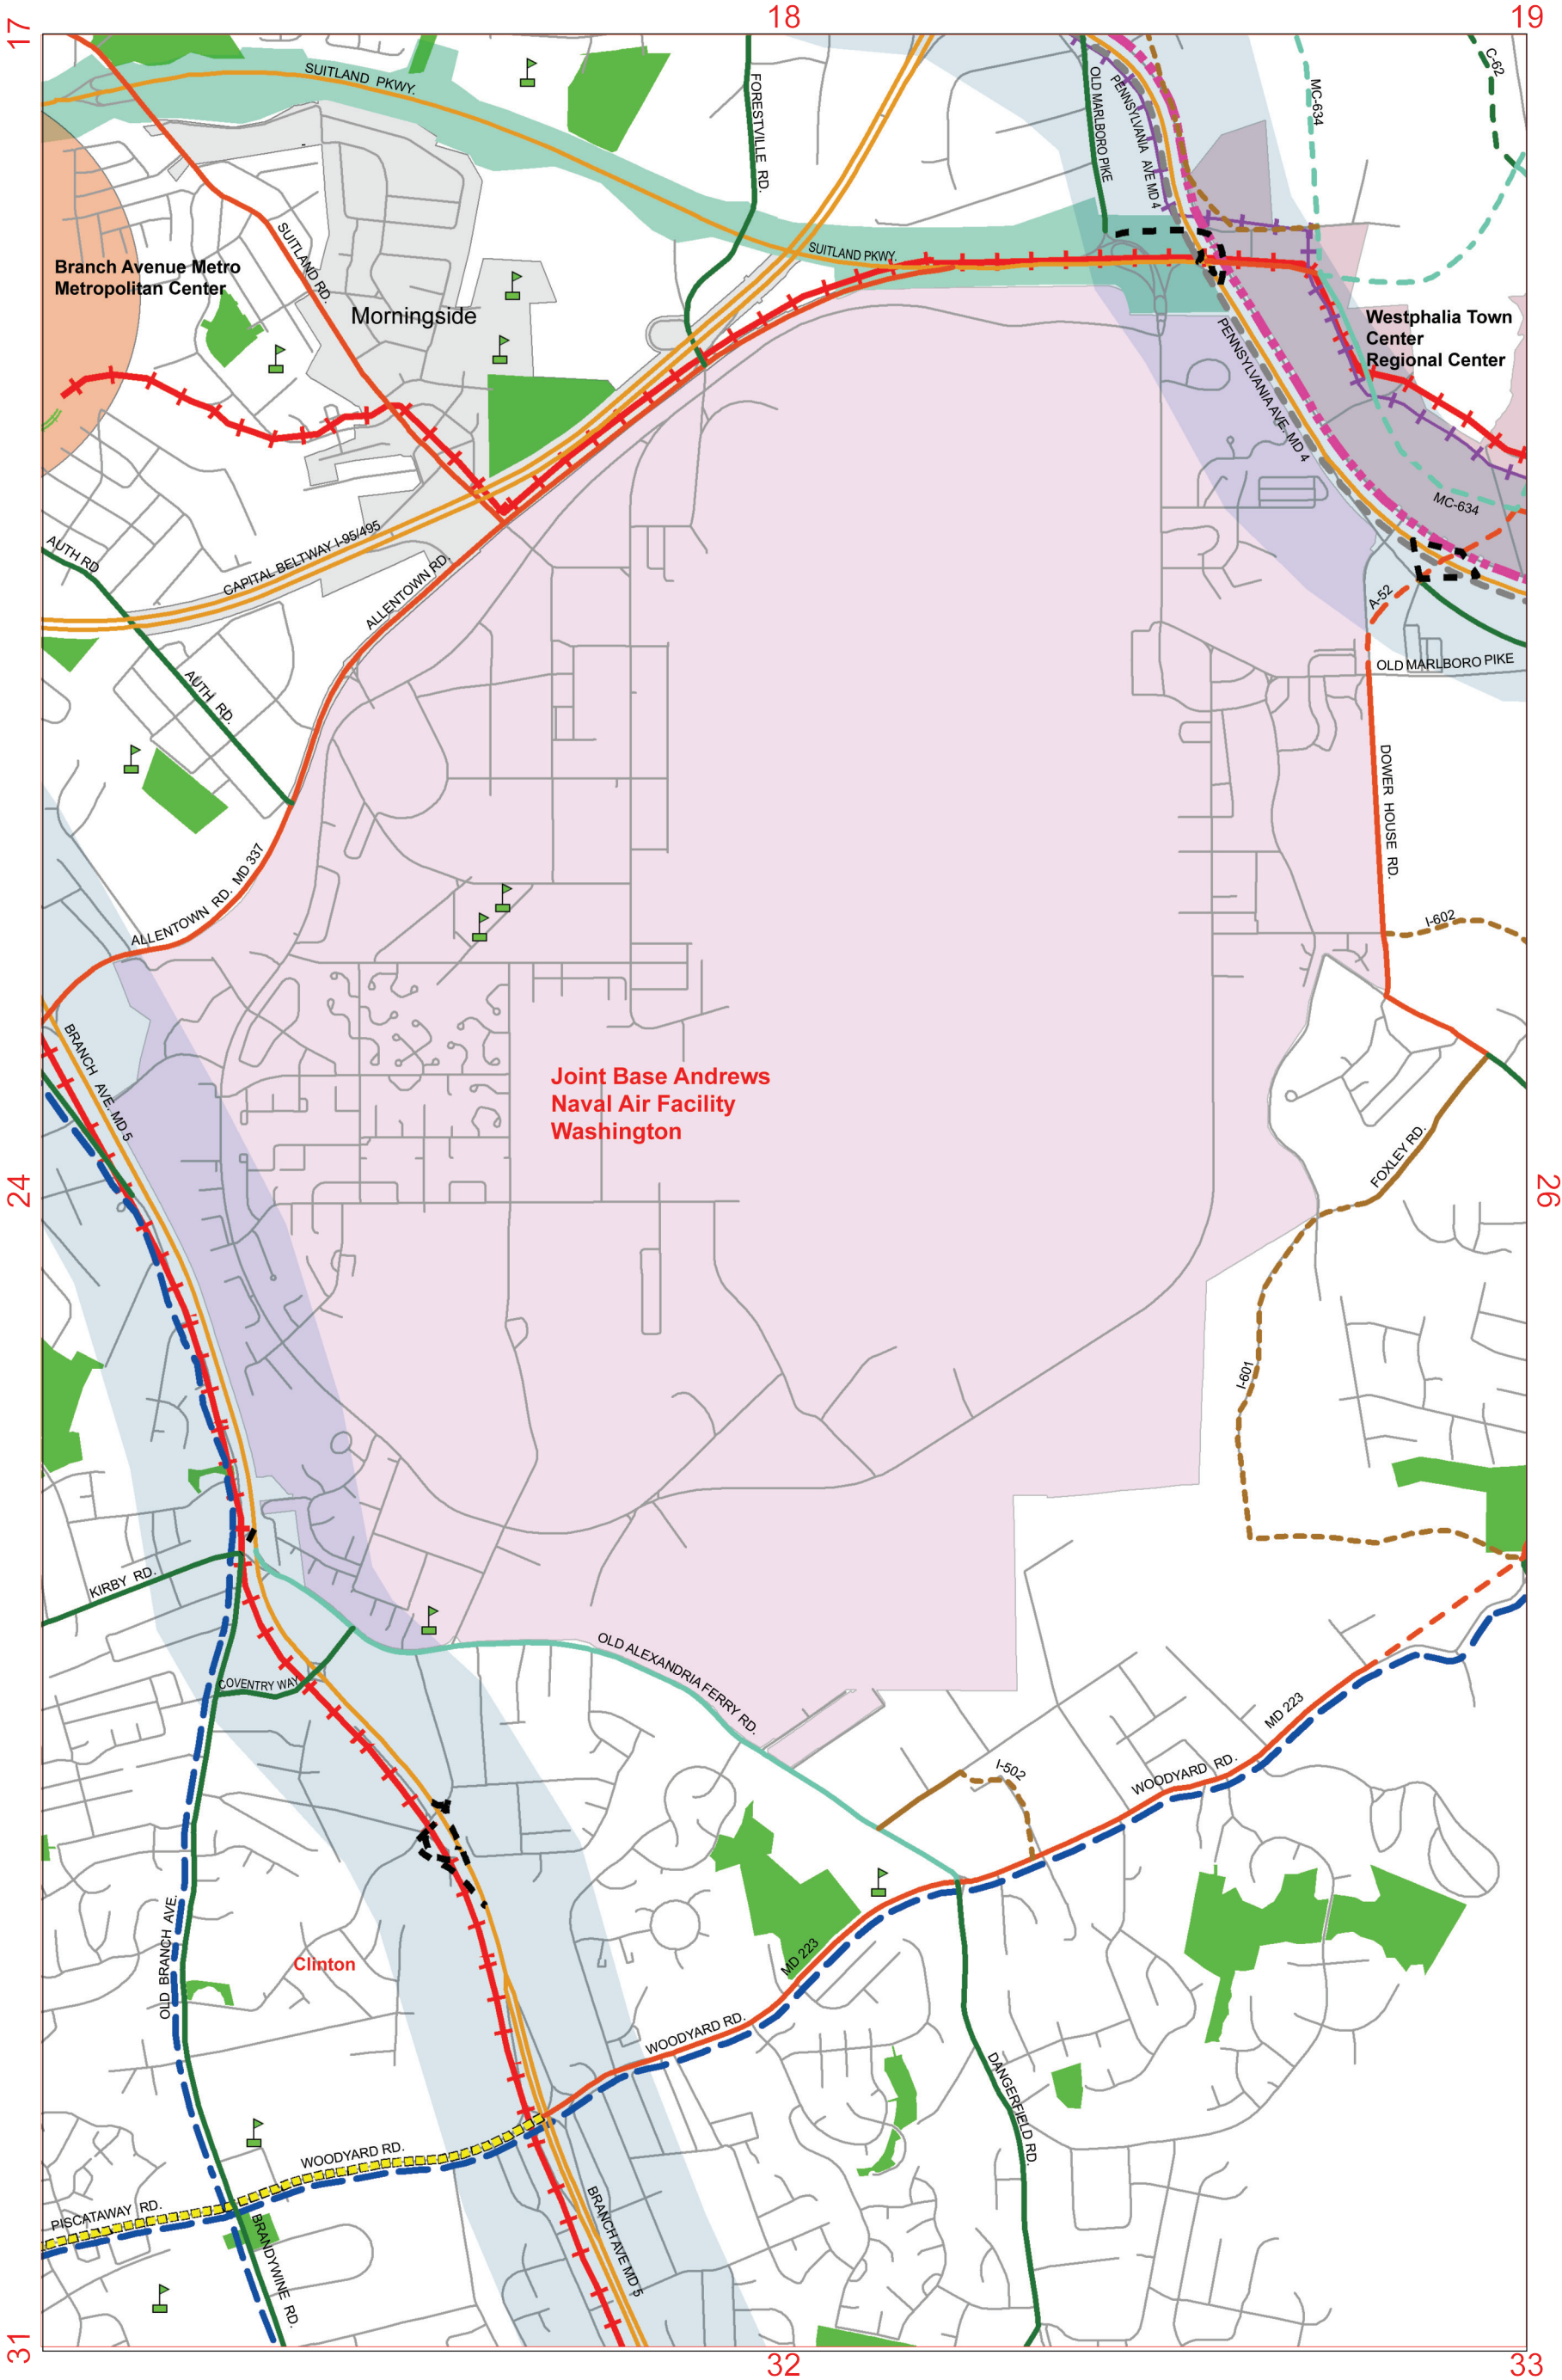 17
18
19
SUITLAND PKWY.
FORESTVILLE RD.
OLD MARLBORO PIKE
PENNSYLVANIA AVE MD 4
MC-634
C-62
SUITLAND RD.
Branch Avenue Metro
Metropolitan Center
Morningside
SUITLAND PKWY.
Westphalia Town
Center
Regional Center
PENNSYLVANIA AVE. MD 4
MC-634
AUTH RD
CAPITAL BELTWAY I-95/495
ALLENTOWN RD.
A-52
OLD MARLBORO PIKE
AUTH RD.
DOWER HOUSE RD.
ALLENTOWN RD. MD 337
I-602
BRANCH AVE. MD 5
Joint Base Andrews
Naval Air Facility
Washington
FOXLEY RD.
24
26
I-601
KIRBY RD.
COVENTRY WAY
OLD ALEXANDRIA FERRY RD.
MD 223
I-502
WOODYARD RD.
OLD BRANCH AVE.
Clinton
MD 223
WOODYARD RD.
DANGERFIELD RD.
WOODYARD RD.
PISCATAWAY RD.
BRANDYWINE RD.
BRANCH AVE MD 5
31
32
33